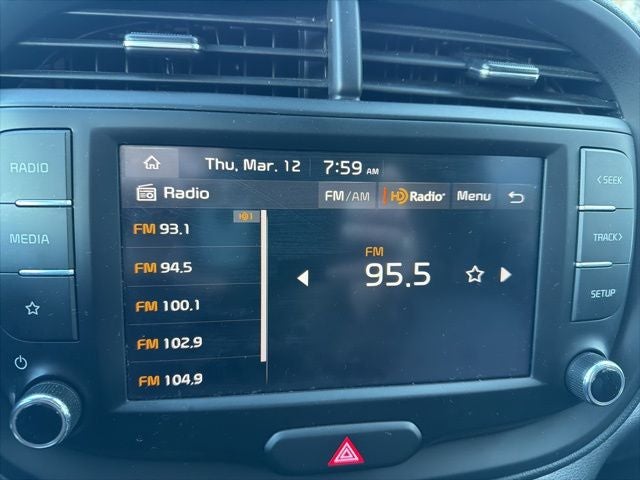 RADIO
MEDIA
Thu, Mar. 12 7:59 AM
Radio FM/AM HD Radio Menu
FM 93.1 HD
FM 94.5
FM 100.1
FM 102.9
FM 104.9
FM
95.5
< SEEK
TRACK >
SETUP